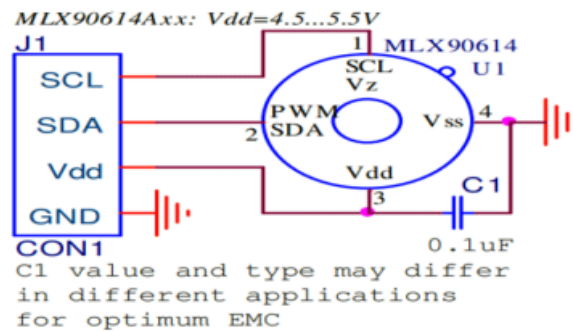 MLX90614Axx: Vdd=4.5...5.5V
J1
SCL
SDA
Vdd
GND
CON1
1
MLX90614
U1
SCL
Vz
PWM
SDA
2
Vss
4
Vdd
3
C1
0.1uF
C1 value and type may differ
in different applications
for optimum EMC